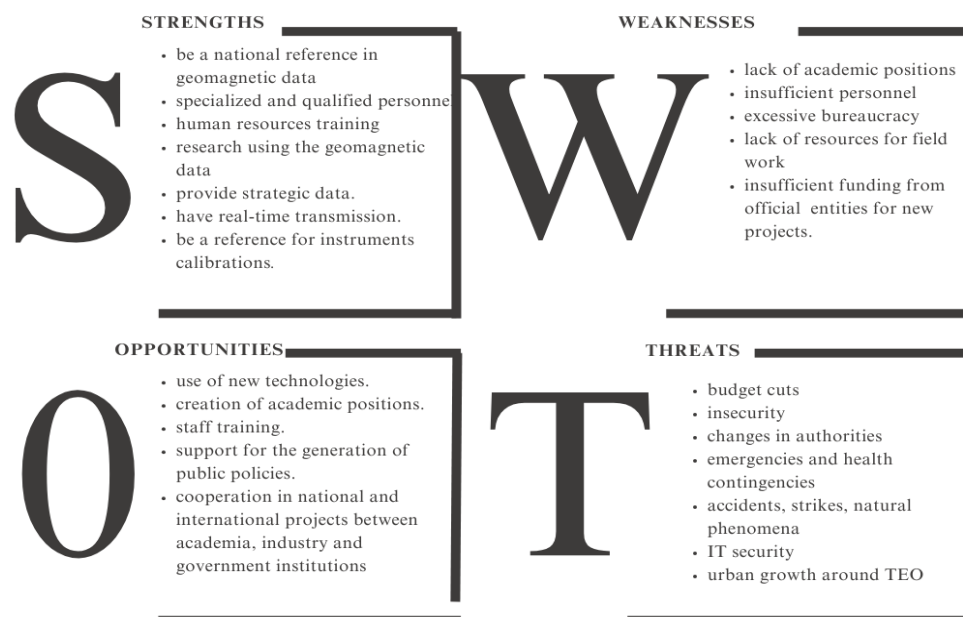 STRENGTHS
S
• be a national reference in
geomagnetic data
• specialized and qualified personnel
• human resources training
• research using the geomagnetic
data
• provide strategic data.
• have real-time transmission.
• be a reference for instruments
calibrations.
WEAKNESSES
W
• lack of academic positions
• insufficient personnel
• excessive bureaucracy
• lack of resources for field
work
• insufficient funding from
official entities for new
projects.
OPPORTUNITIES
O
• use of new technologies.
• creation of academic positions.
• staff training.
• support for the generation of
public policies.
• cooperation in national and
international projects between
academia, industry and
government institutions
THREATS
T
• budget cuts
• insecurity
• changes in authorities
• emergencies and health
contingencies
• accidents, strikes, natural
phenomena
• IT security
• urban growth around TEO